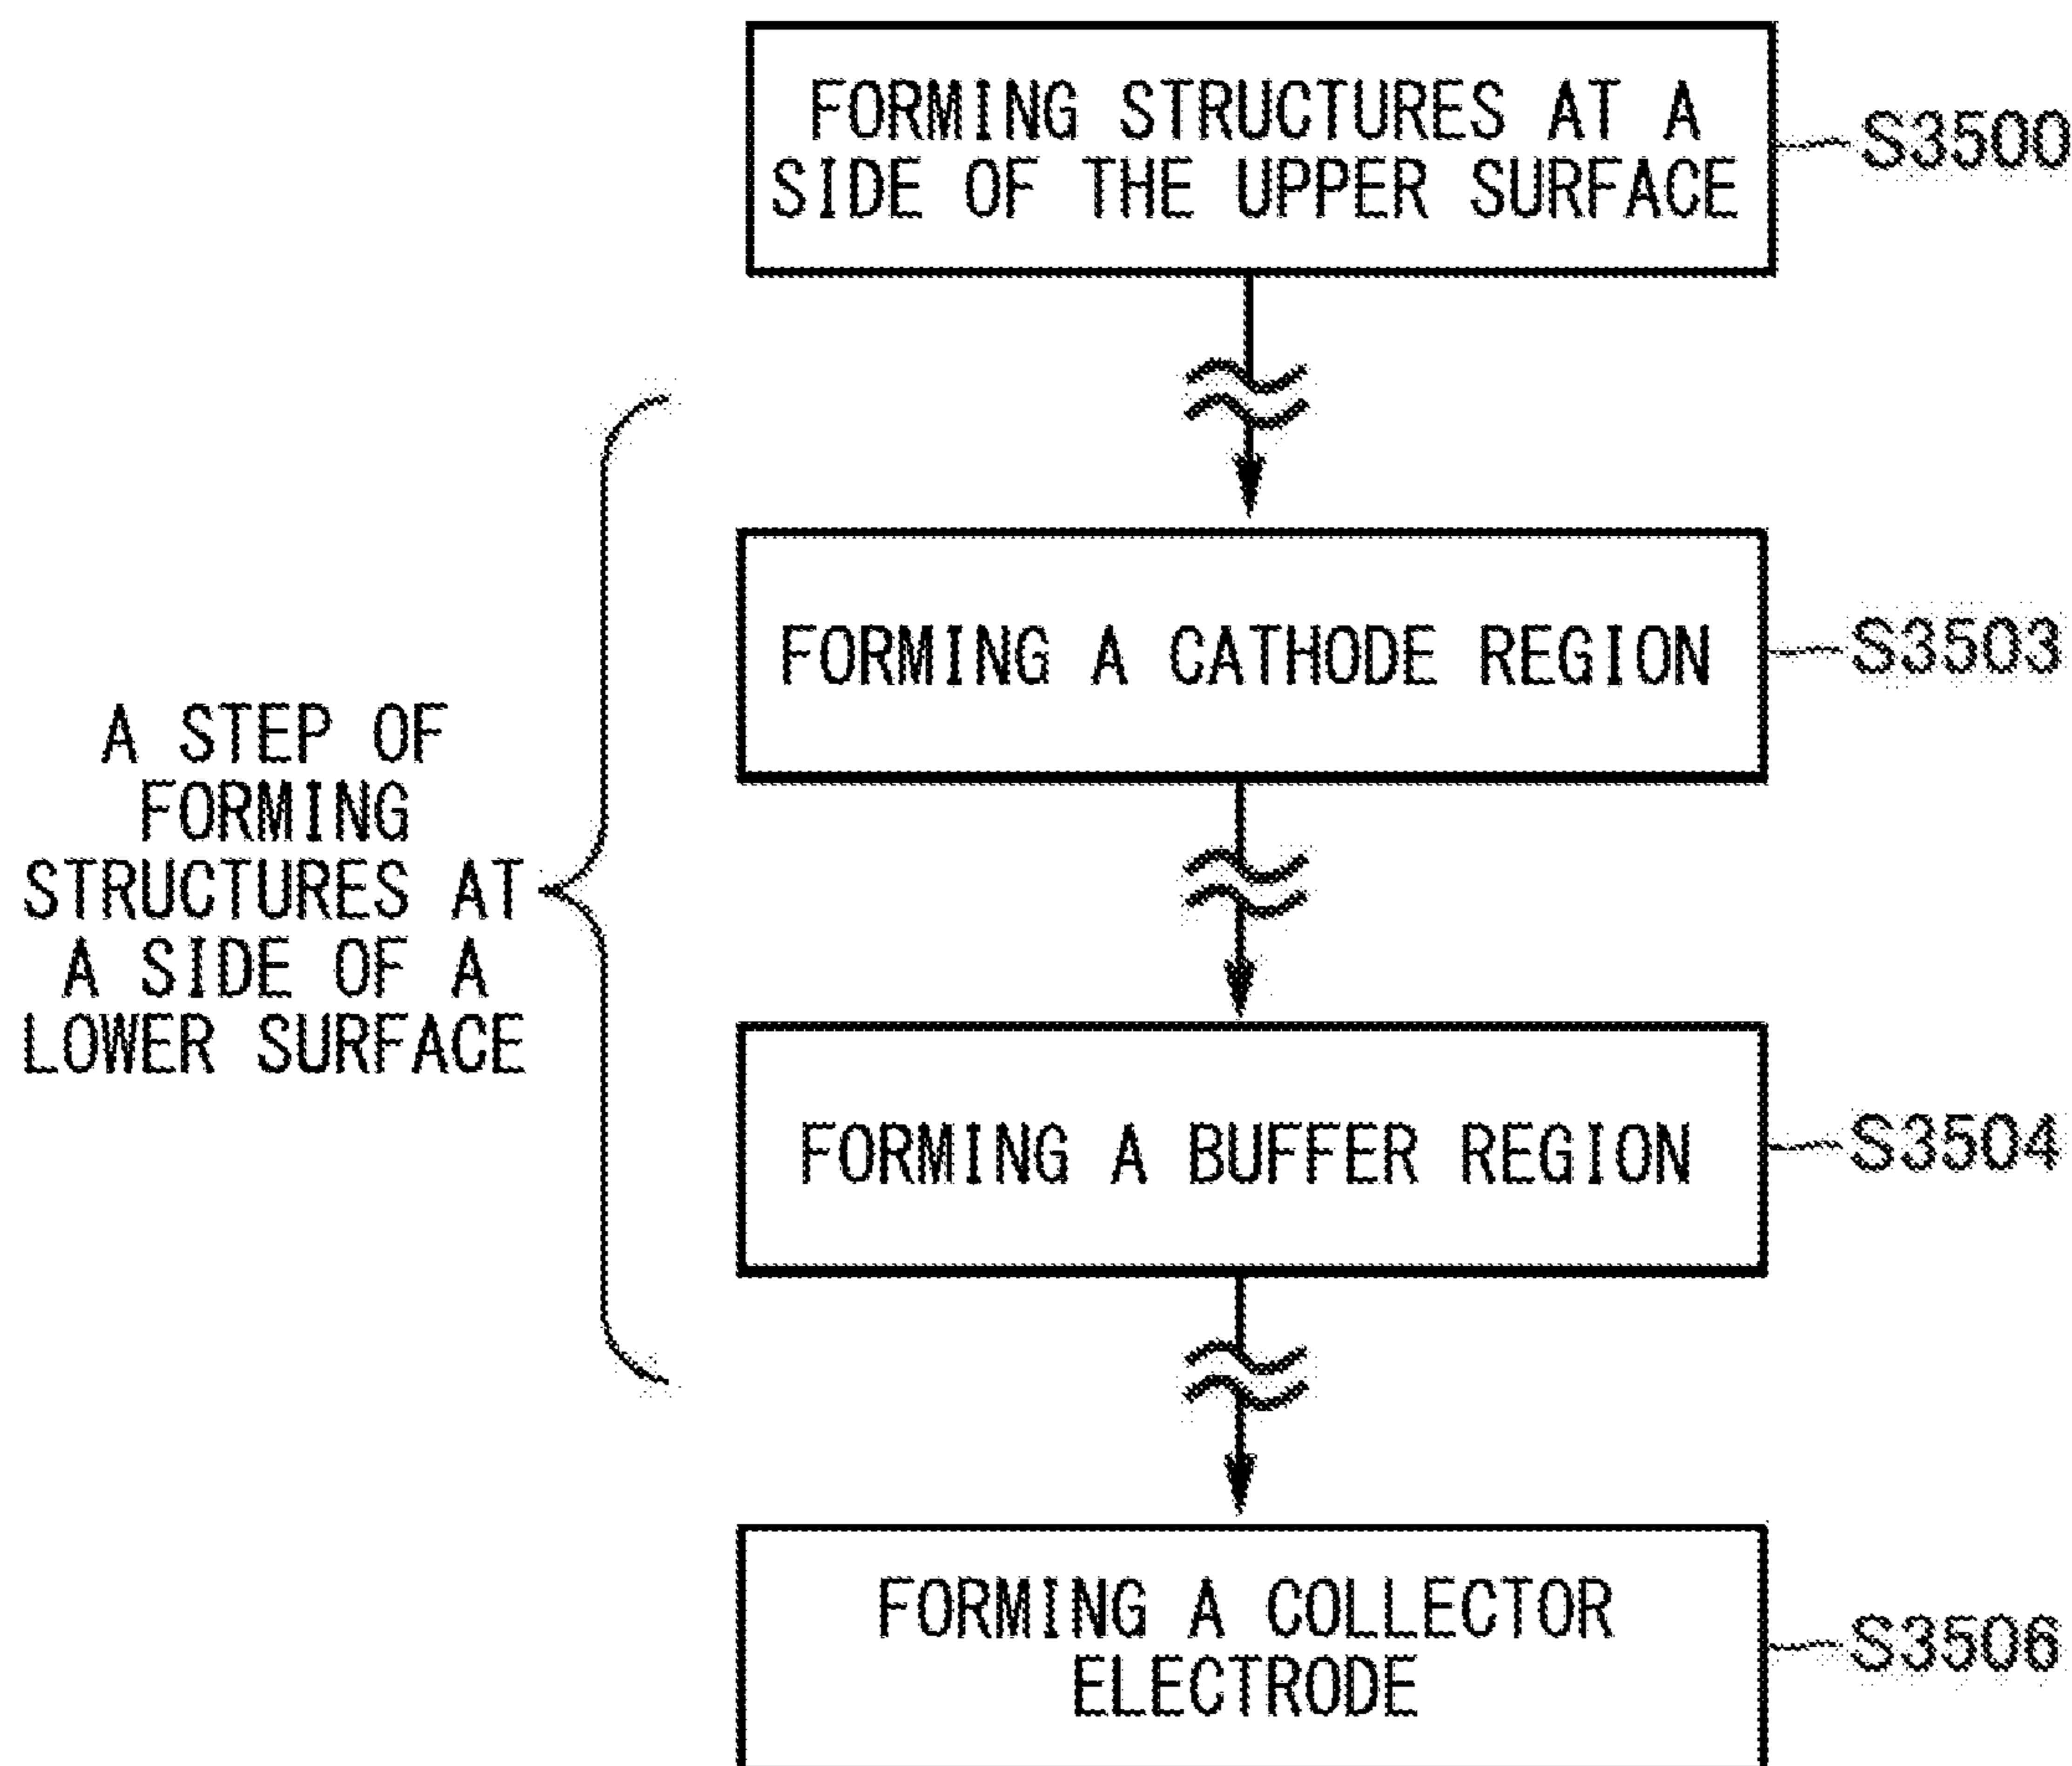 FORMING STRUCTURES AT A
SIDE OF THE UPPER SURFACE
S3500
FORMING A CATHODE REGION
S3503
A STEP OF
FORMING
STRUCTURES AT
A SIDE OF A
LOWER SURFACE
FORMING A BUFFER REGION
S3504
FORMING A COLLECTOR
ELECTRODE
S3506